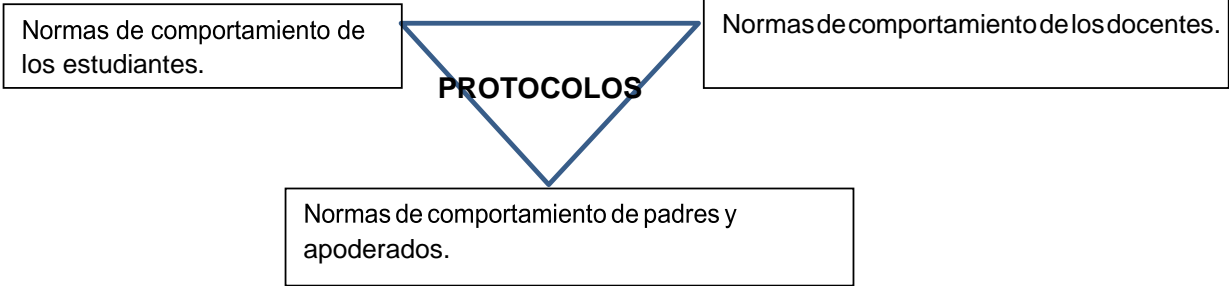 Normas de comportamiento de
los estudiantes.
Normas de comportamiento de los docentes.
PROTOCOLOS
Normas de comportamiento de padres y
apoderados.